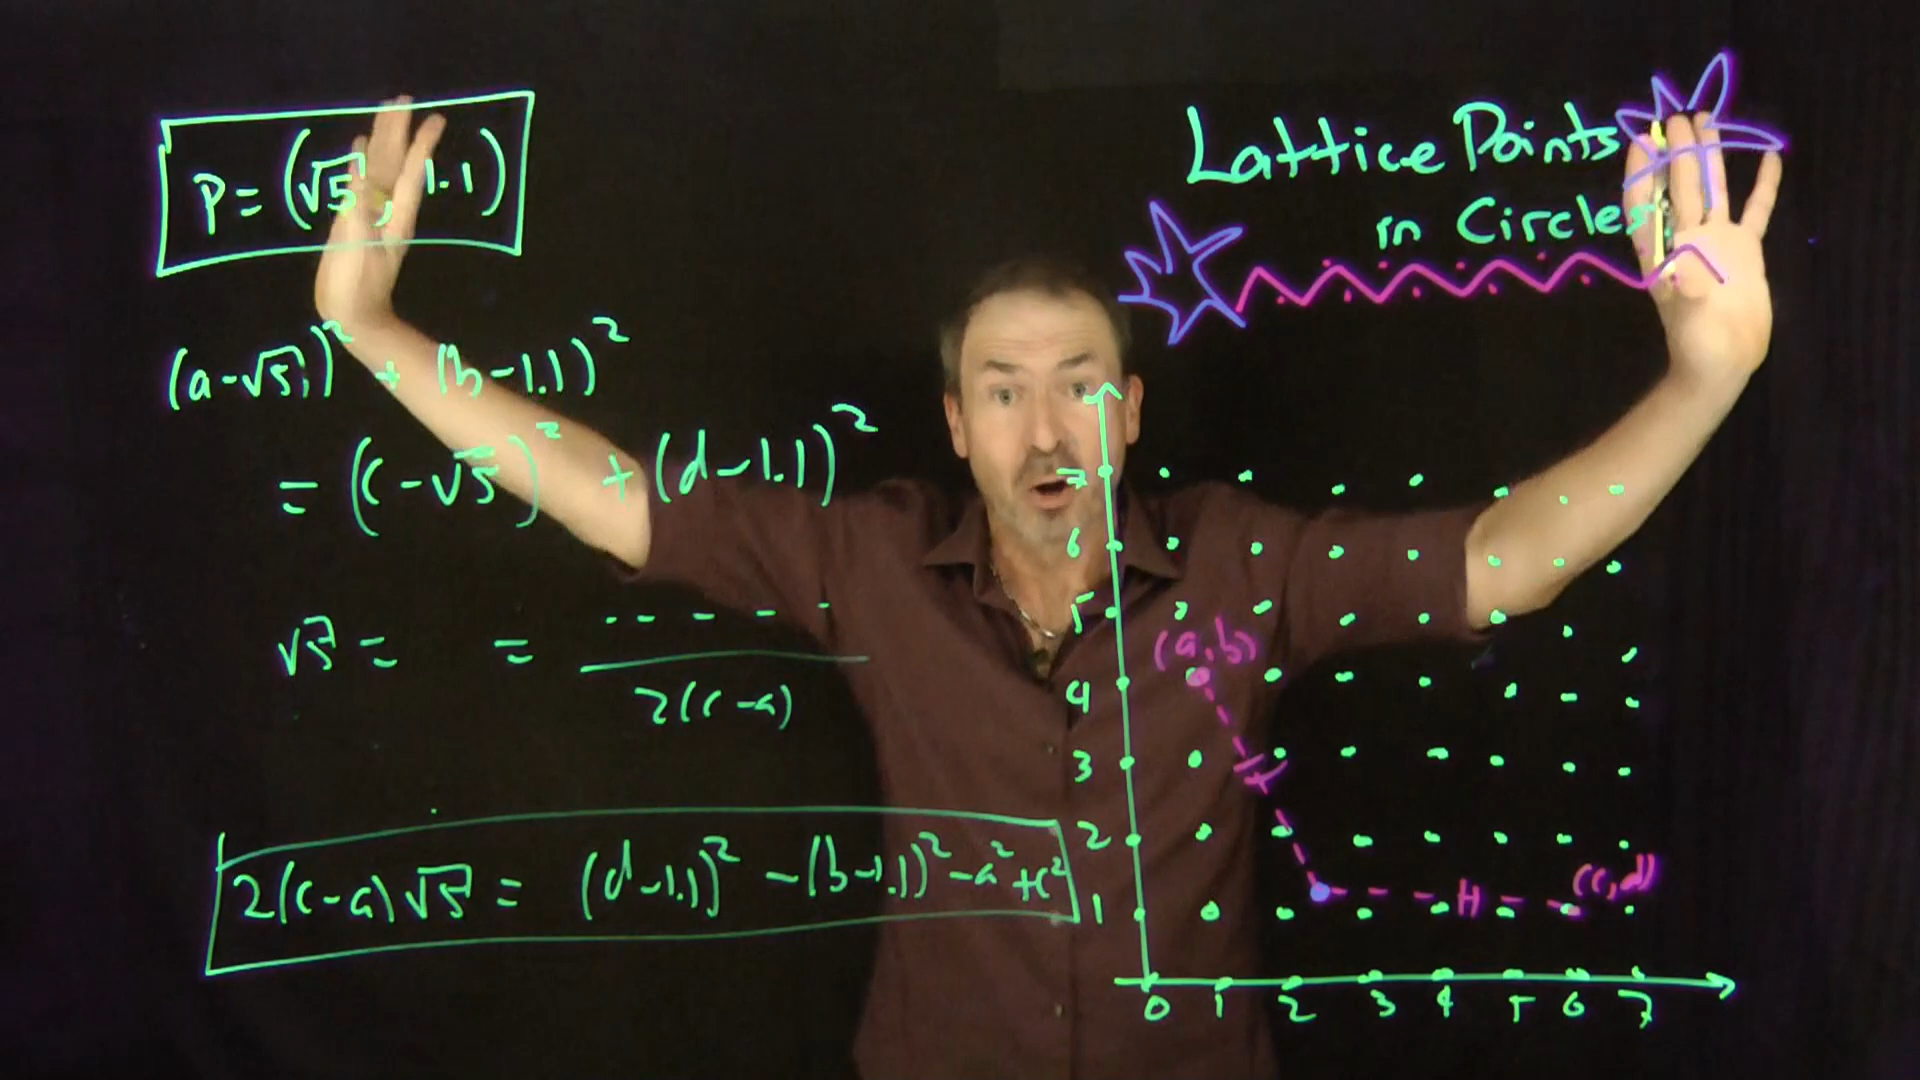 P = (√5, 1.1)
Lattice Points
in Circles
(a-√5)² + (b-1.1)²
= (c-√5)² + (d-1.1)²
√5 = = - - - - -
2(c-a)
2(c-a)√5 = (d-1.1)² - (b-1.1)² - a² + c²
7
6
5
(a,b)
4
3
2
(c,d)
1
0 1 2 3 4 5 6 7